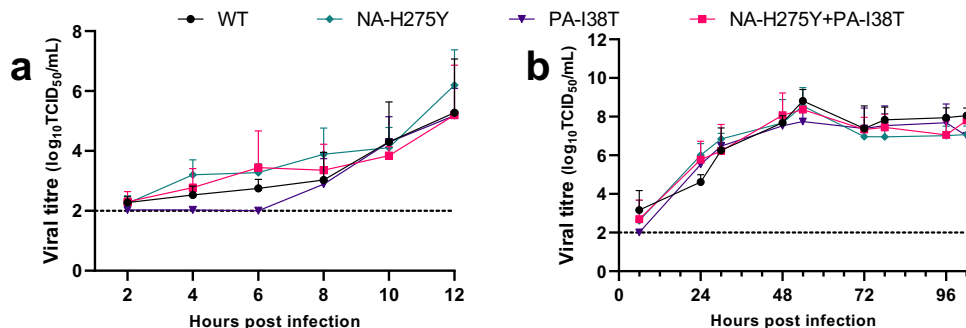 WT NA-H275Y PA-I38T NA-H275Y+PA-I38T
a
Viral titre (log10TCID50/mL)
8
6
4
2
0
2 4 6 8 10 12
Hours post infection
b
Viral titre (log10TCID50/mL)
12
10
8
6
4
2
0
0 24 48 72 96
Hours post infection